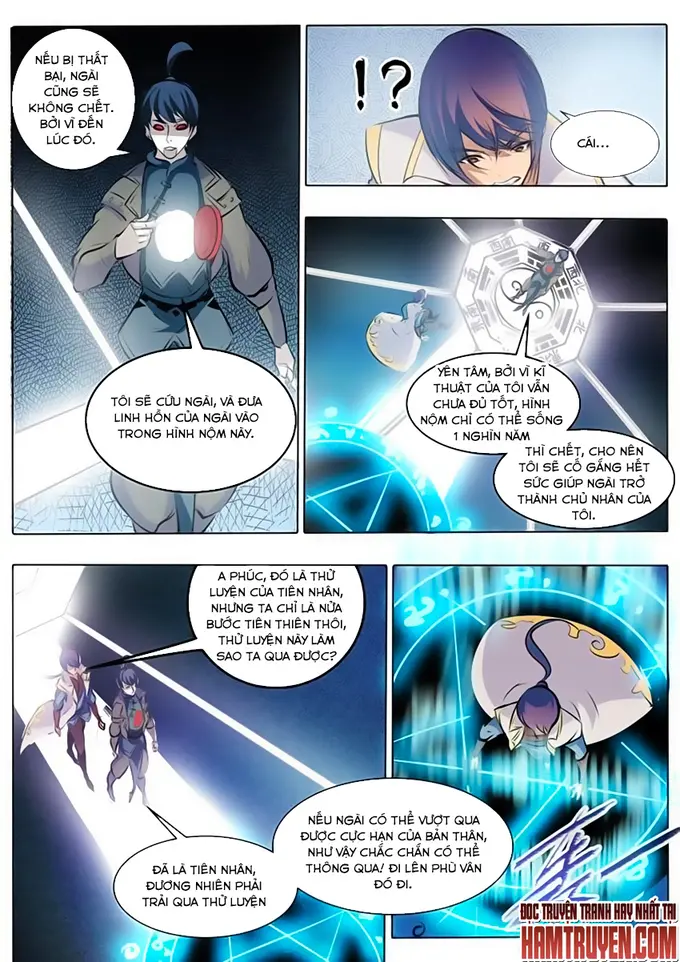 NẾU BỊ THẤT
BẠI, NGÀI
CŨNG SẼ
KHÔNG CHẾT.
BỞI VÌ ĐẾN
LÚC ĐÓ.
!?
CÁI...
TÔI SẼ CỨU NGÀI, VÀ ĐƯA
LINH HỒN CỦA NGÀI VÀO
TRONG HÌNH NỘM NÀY.
YÊN TÂM, BỞI VÌ KĨ
THUẬT CỦA TÔI VẪN
CHƯA ĐỦ TỐT, HÌNH
NỘM CHỈ CÓ THỂ SỐNG
1 NGHÌN NĂM
THÌ CHẾT, CHO NÊN
TÔI SẼ CỐ GẮNG HẾT
SỨC GIÚP NGÀI TRỞ
THÀNH CHỦ NHÂN CỦA
TÔI.
A PHÚC, ĐÓ LÀ THỬ
LUYỆN CỦA TIÊN NHÂN,
NHƯNG TA CHỈ LÀ NỬA
BƯỚC TIÊN THIÊN THÔI,
THỬ LUYỆN NÀY LÀM
SAO TA QUA ĐƯỢC?
ĐÃ LÀ TIÊN NHÂN,
ĐƯƠNG NHIÊN PHẢI
TRẢI QUA THỬ LUYỆN
NẾU NGÀI CÓ THỂ VƯỢT QUA
ĐƯỢC CỰC HẠN CỦA BẢN THÂN,
NHƯ VẬY CHẮC CHẮN CÓ THỂ
THÔNG QUA! ĐI LÊN PHÙ VÂN
ĐÓ ĐI.
ĐỌC TRUYỆN TRANH HAY NHẤT TẠI
HAMTRUYEN.COM